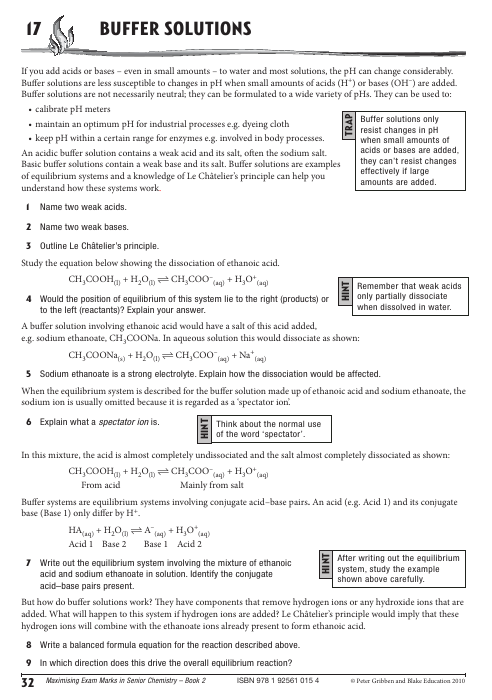 17 BUFFER SOLUTIONS
If you add acids or bases – even in small amounts – to water and most solutions, the pH can change considerably.
Buffer solutions are less susceptible to changes in pH when small amounts of acids (H⁺) or bases (OH⁻) are added.
Buffer solutions are not necessarily neutral; they can be formulated to a wide variety of pHs. They can be used to:
• calibrate pH meters
• maintain an optimum pH for industrial processes e.g. dyeing cloth
• keep pH within a certain range for enzymes e.g. involved in body processes.
TRAP
Buffer solutions only
resist changes in pH
when small amounts of
acids or bases are added,
they can't resist changes
effectively if large
amounts are added.
An acidic buffer solution contains a weak acid and its salt, often the sodium salt.
Basic buffer solutions contain a weak base and its salt. Buffer solutions are examples
of equilibrium systems and a knowledge of Le Châtelier's principle can help you
understand how these systems work.
1 Name two weak acids.
2 Name two weak bases.
3 Outline Le Châtelier's principle.
Study the equation below showing the dissociation of ethanoic acid.
CH₃COOH(l) + H₂O(l) ⇌ CH₃COO⁻(aq) + H₃O⁺(aq)
4 Would the position of equilibrium of this system lie to the right (products) or
to the left (reactants)? Explain your answer.
HINT
Remember that weak acids
only partially dissociate
when dissolved in water.
A buffer solution involving ethanoic acid would have a salt of this acid added,
e.g. sodium ethanoate, CH₃COONa. In aqueous solution this would dissociate as shown:
CH₃COONa(s) + H₂O(l) ⇌ CH₃COO⁻(aq) + Na⁺(aq)
5 Sodium ethanoate is a strong electrolyte. Explain how the dissociation would be affected.
When the equilibrium system is described for the buffer solution made up of ethanoic acid and sodium ethanoate, the
sodium ion is usually omitted because it is regarded as a 'spectator ion'.
6 Explain what a spectator ion is.
HINT
Think about the normal use
of the word 'spectator'.
In this mixture, the acid is almost completely undissociated and the salt almost completely dissociated as shown:
CH₃COOH(l) + H₂O(l) ⇌ CH₃COO⁻(aq) + H₃O⁺(aq)
From acid Mainly from salt
Buffer systems are equilibrium systems involving conjugate acid–base pairs. An acid (e.g. Acid 1) and its conjugate
base (Base 1) only differ by H⁺.
HA(aq) + H₂O(l) ⇌ A⁻(aq) + H₃O⁺(aq)
Acid 1 Base 2 Base 1 Acid 2
7 Write out the equilibrium system involving the mixture of ethanoic
acid and sodium ethanoate in solution. Identify the conjugate
acid–base pairs present.
HINT
After writing out the equilibrium
system, study the example
shown above carefully.
But how do buffer solutions work? They have components that remove hydrogen ions or any hydroxide ions that are
added. What will happen to this system if hydrogen ions are added? Le Châtelier's principle would imply that these
hydrogen ions will combine with the ethanoate ions already present to form ethanoic acid.
8 Write a balanced formula equation for the reaction described above.
9 In which direction does this drive the overall equilibrium reaction?
32 Maximising Exam Marks in Senior Chemistry – Book 2 ISBN 978 1 92561 015 4 © Peter Gribben and Blake Education 2010